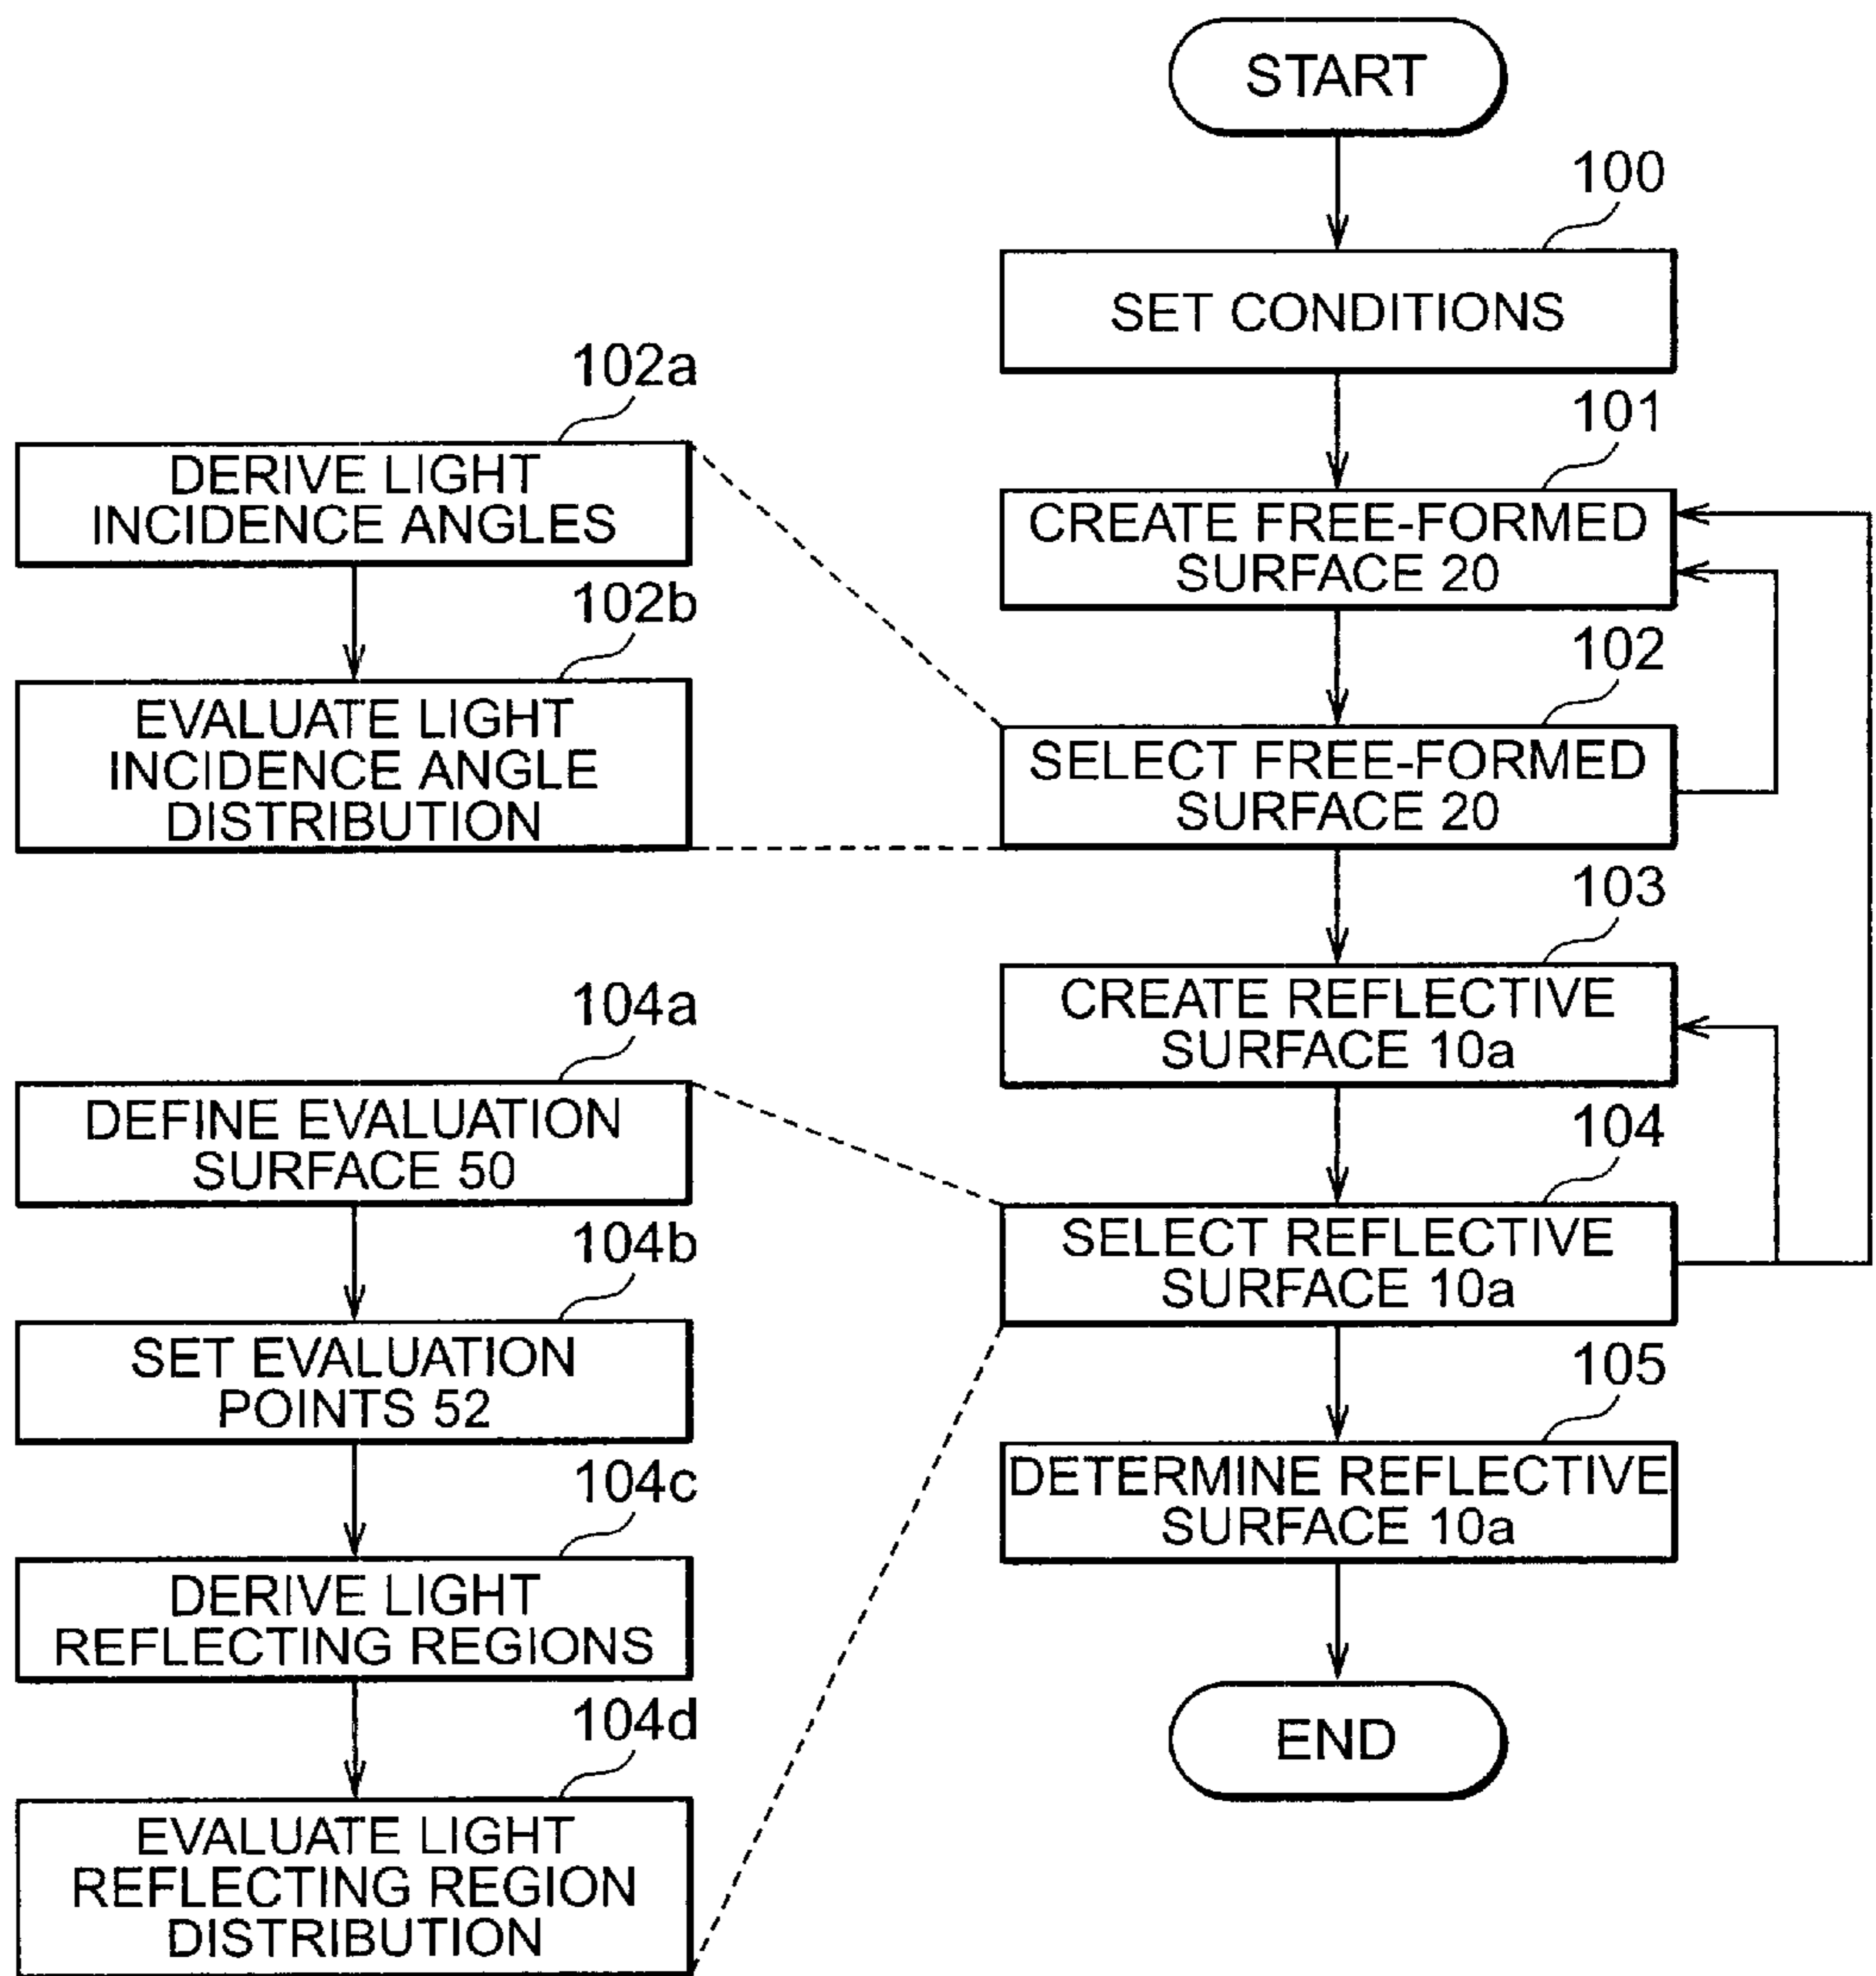 START
100
SET CONDITIONS
101
CREATE FREE-FORMED
SURFACE 20
102
SELECT FREE-FORMED
SURFACE 20
103
CREATE REFLECTIVE
SURFACE 10a
104
SELECT REFLECTIVE
SURFACE 10a
105
DETERMINE REFLECTIVE
SURFACE 10a
END
102a
DERIVE LIGHT
INCIDENCE ANGLES
102b
EVALUATE LIGHT
INCIDENCE ANGLE
DISTRIBUTION
104a
DEFINE EVALUATION
SURFACE 50
104b
SET EVALUATION
POINTS 52
104c
DERIVE LIGHT
REFLECTING REGIONS
104d
EVALUATE LIGHT
REFLECTING REGION
DISTRIBUTION